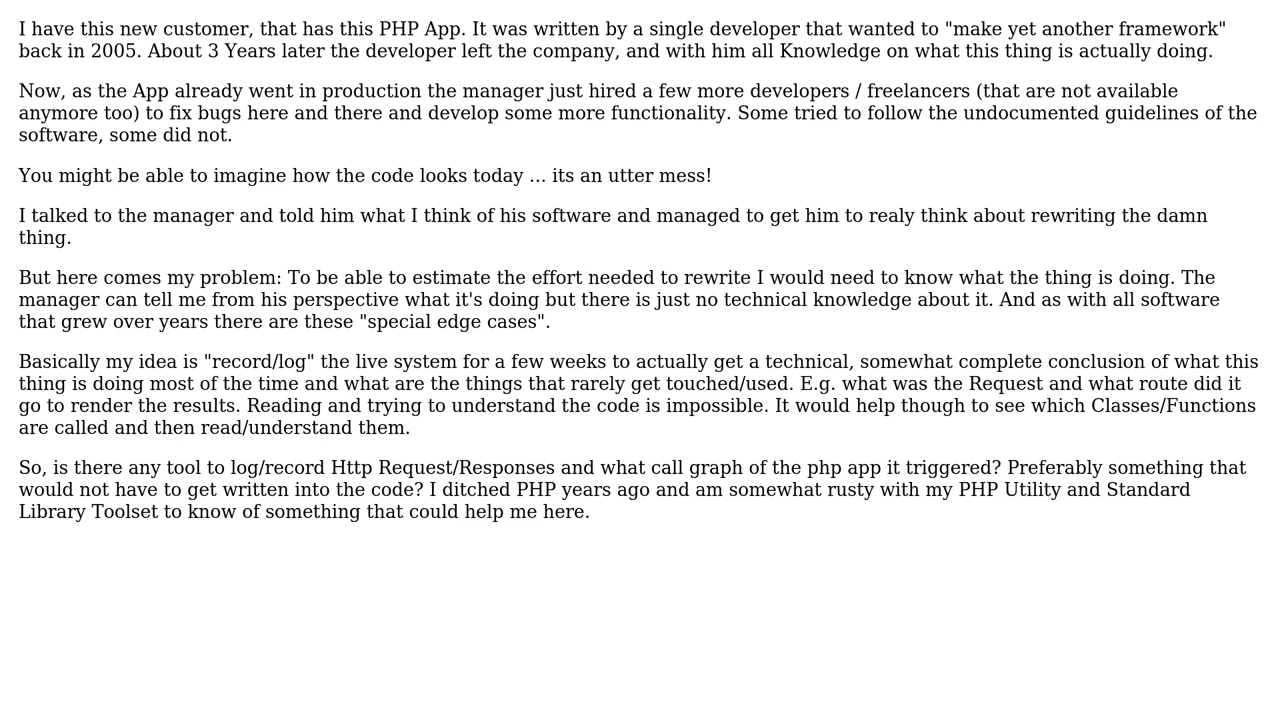 I have this new customer, that has this PHP App. It was written by a single developer that wanted to "make yet another framework"
back in 2005. About 3 Years later the developer left the company, and with him all Knowledge on what this thing is actually doing.
Now, as the App already went in production the manager just hired a few more developers / freelancers (that are not available
anymore too) to fix bugs here and there and develop some more functionality. Some tried to follow the undocumented guidelines of the
software, some did not.
You might be able to imagine how the code looks today ... its an utter mess!
I talked to the manager and told him what I think of his software and managed to get him to realy think about rewriting the damn
thing.
But here comes my problem: To be able to estimate the effort needed to rewrite I would need to know what the thing is doing. The
manager can tell me from his perspective what it's doing but there is just no technical knowledge about it. And as with all software
that grew over years there are these "special edge cases".
Basically my idea is "record/log" the live system for a few weeks to actually get a technical, somewhat complete conclusion of what this
thing is doing most of the time and what are the things that rarely get touched/used. E.g. what was the Request and what route did it
go to render the results. Reading and trying to understand the code is impossible. It would help though to see which Classes/Functions
are called and then read/understand them.
So, is there any tool to log/record Http Request/Responses and what call graph of the php app it triggered? Preferably something that
would not have to get written into the code? I ditched PHP years ago and am somewhat rusty with my PHP Utility and Standard
Library Toolset to know of something that could help me here.